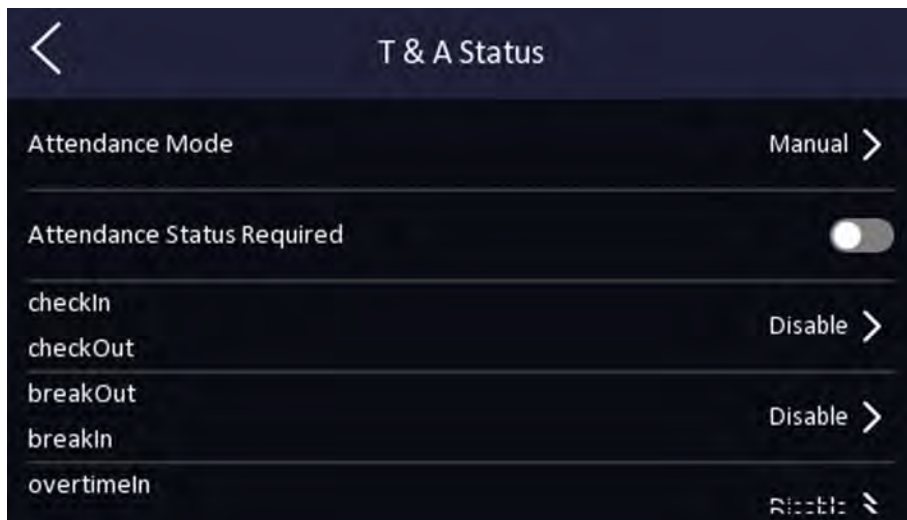 T & A Status
Attendance Mode
Manual
Attendance Status Required
checkIn
checkOut
Disable
breakOut
breakIn
Disable
overtimeIn